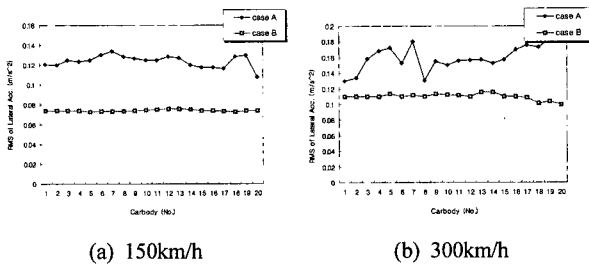 case A
case B
RMS of Lateral Acc. (m/s^2)
0.16
0.14
0.12
0.1
0.08
0.06
0.04
0.02
0
1 2 3 4 5 6 7 8 9 10 11 12 13 14 15 16 17 18 19 20
Carbody (No.)
(a) 150km/h
case A
case B
RMS of Lateral Acc. (m/s^2)
0.2
0.18
0.16
0.14
0.12
0.1
0.08
0.06
0.04
0.02
0
1 2 3 4 5 6 7 8 9 10 11 12 13 14 15 16 17 18 19 20
Carbody (No.)
(b) 300km/h